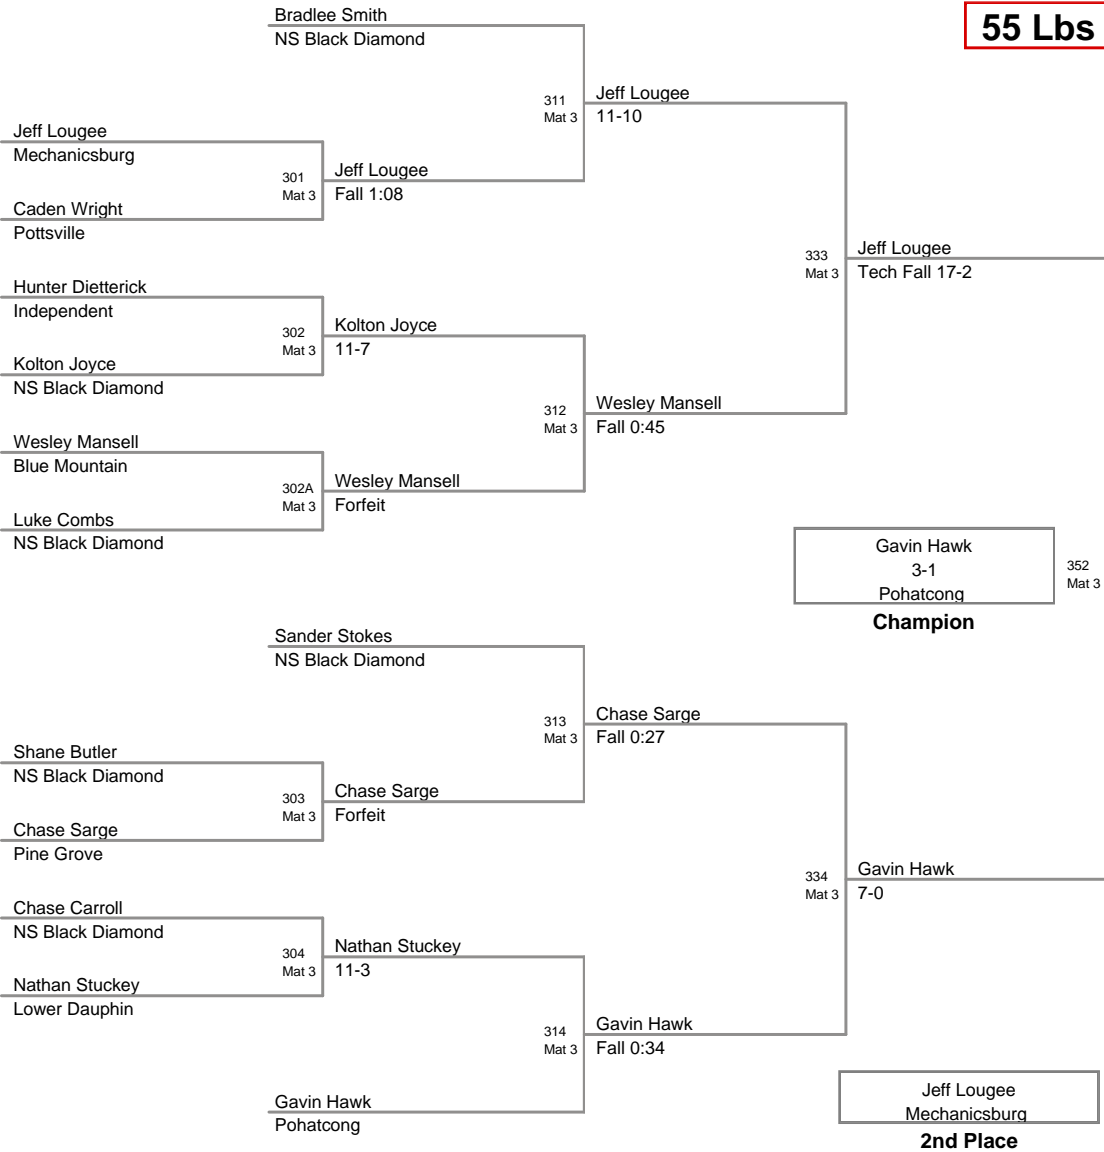 Bradlee Smith
NS Black Diamond
55 Lbs
311
Mat 3
Jeff Lougee
11-10
Jeff Lougee
Mechanicsburg
301
Mat 3
Jeff Lougee
Fall 1:08
Caden Wright
Pottsville
333
Mat 3
Jeff Lougee
Tech Fall 17-2
Hunter Dietterick
Independent
302
Mat 3
Kolton Joyce
11-7
Kolton Joyce
NS Black Diamond
312
Mat 3
Wesley Mansell
Fall 0:45
Wesley Mansell
Blue Mountain
302A
Mat 3
Wesley Mansell
Forfeit
Luke Combs
NS Black Diamond
Gavin Hawk
3-1
Pohatcong
352
Mat 3
Champion
Sander Stokes
NS Black Diamond
313
Mat 3
Chase Sarge
Fall 0:27
Shane Butler
NS Black Diamond
303
Mat 3
Chase Sarge
Forfeit
Chase Sarge
Pine Grove
334
Mat 3
Gavin Hawk
7-0
Chase Carroll
NS Black Diamond
304
Mat 3
Nathan Stuckey
11-3
Nathan Stuckey
Lower Dauphin
314
Mat 3
Gavin Hawk
Fall 0:34
Gavin Hawk
Pohatcong
Jeff Lougee
Mechanicsburg
2nd Place